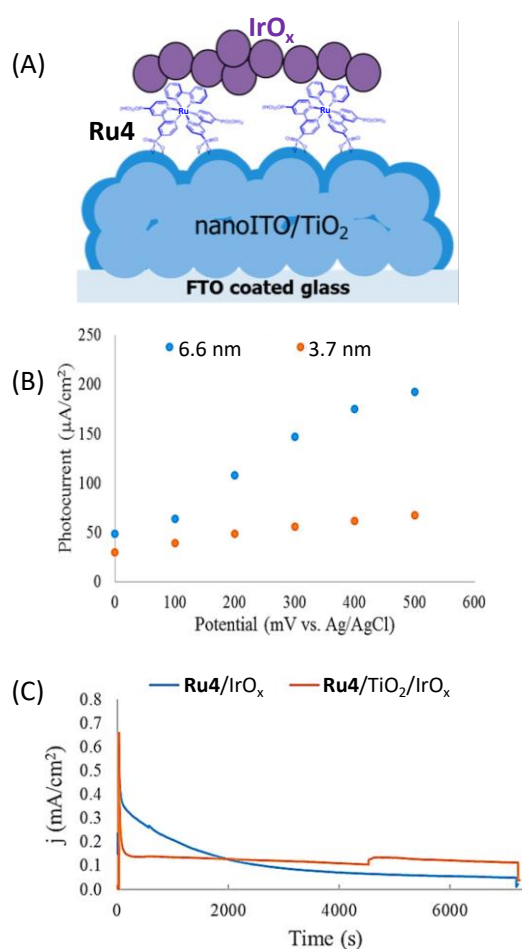 (A)
IrOₓ
Ru4
Ru
Ru
nanoITO/TiO₂
FTO coated glass
(B)
6.6 nm
3.7 nm
Photocurrent (µA/cm²)
250
200
150
100
50
0
0 100 200 300 400 500 600
Potential (mV vs. Ag/AgCl)
(C)
Ru4/IrOₓ
Ru4/TiO₂/IrOₓ
j (mA/cm²)
0.8
0.7
0.6
0.5
0.4
0.3
0.2
0.1
0.0
0 2000 4000 6000
Time (s)